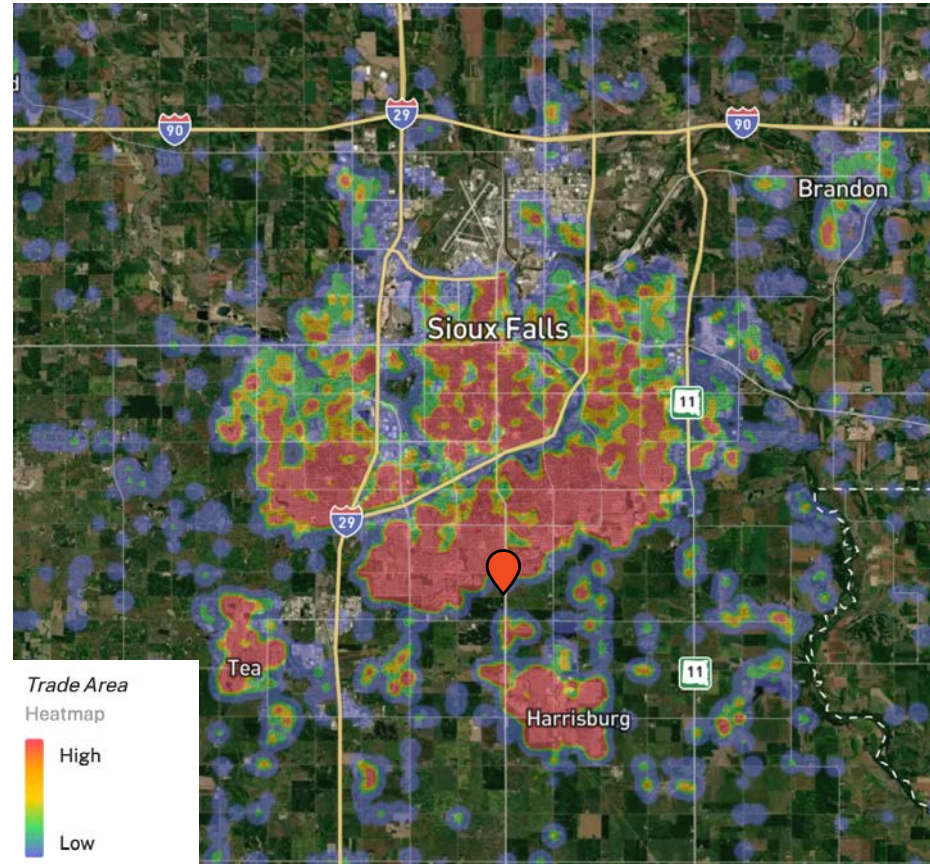 29
90
90
d
Brandon
Sioux Falls
11
29
Tea
11
Harrisburg
Trade Area
Heatmap
High
Low